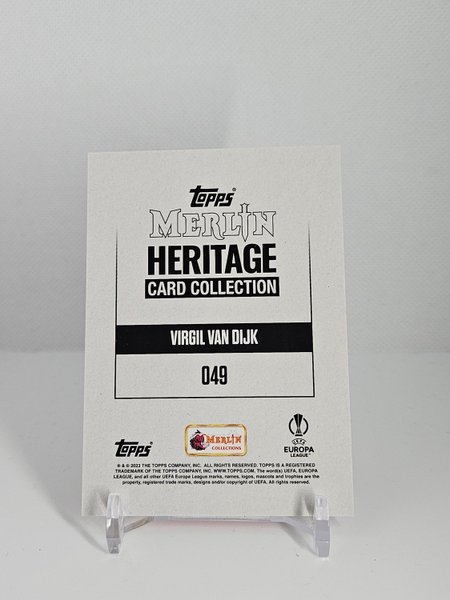 TOPPS
MERLIN
HERITAGE
CARD COLLECTION
VIRGIL VAN DIJK
049
TOPPS
MERLIN
COLLECTIONS
UEFA
EUROPA
LEAGUE
® & © 2023 THE TOPPS COMPANY, INC. ALL RIGHTS RESERVED. TOPPS IS A REGISTERED
TRADEMARK OF THE TOPPS COMPANY, INC. WWW.TOPPS.COM. The word(s) UEFA, EUROPA
LEAGUE, and all other UEFA Europa League marks, names, logos, mascots and trophies are the
property, registered trade marks, designs and/or copyright of UEFA. All rights reserved.